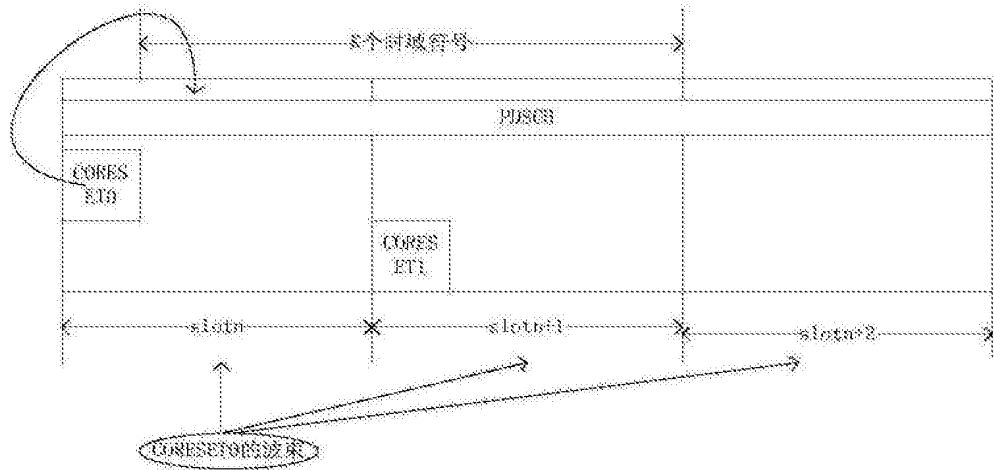 K个时域符号
PDSCH
CORES
ET0
CORES
ET1
slotn
slotn+1
slotn+2
CORESET0的波束